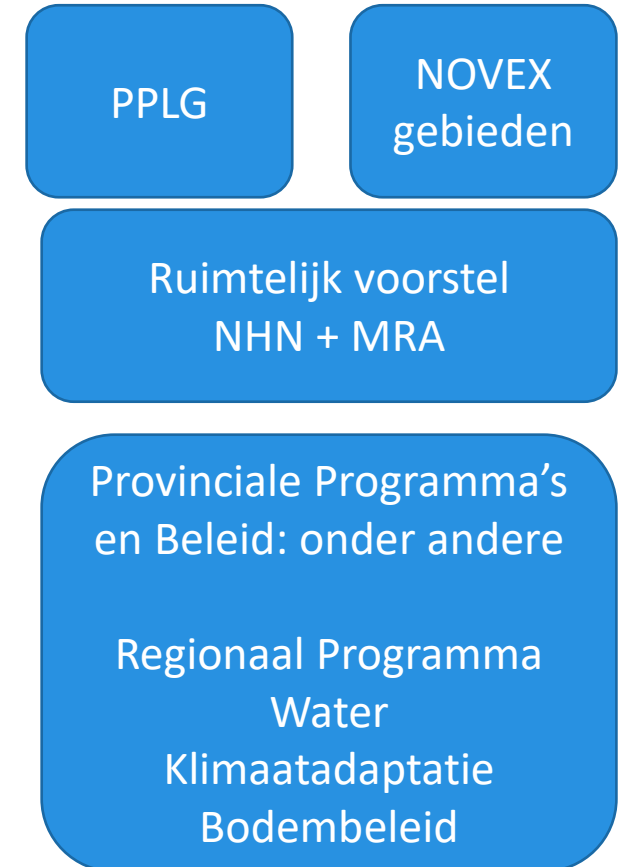 PPLG
NOVEX
gebieden
Ruimtelijk voorstel
NHN + MRA
Provinciale Programma’s
en Beleid: onder andere
Regionaal Programma
Water
Klimaatadaptatie
Bodembeleid